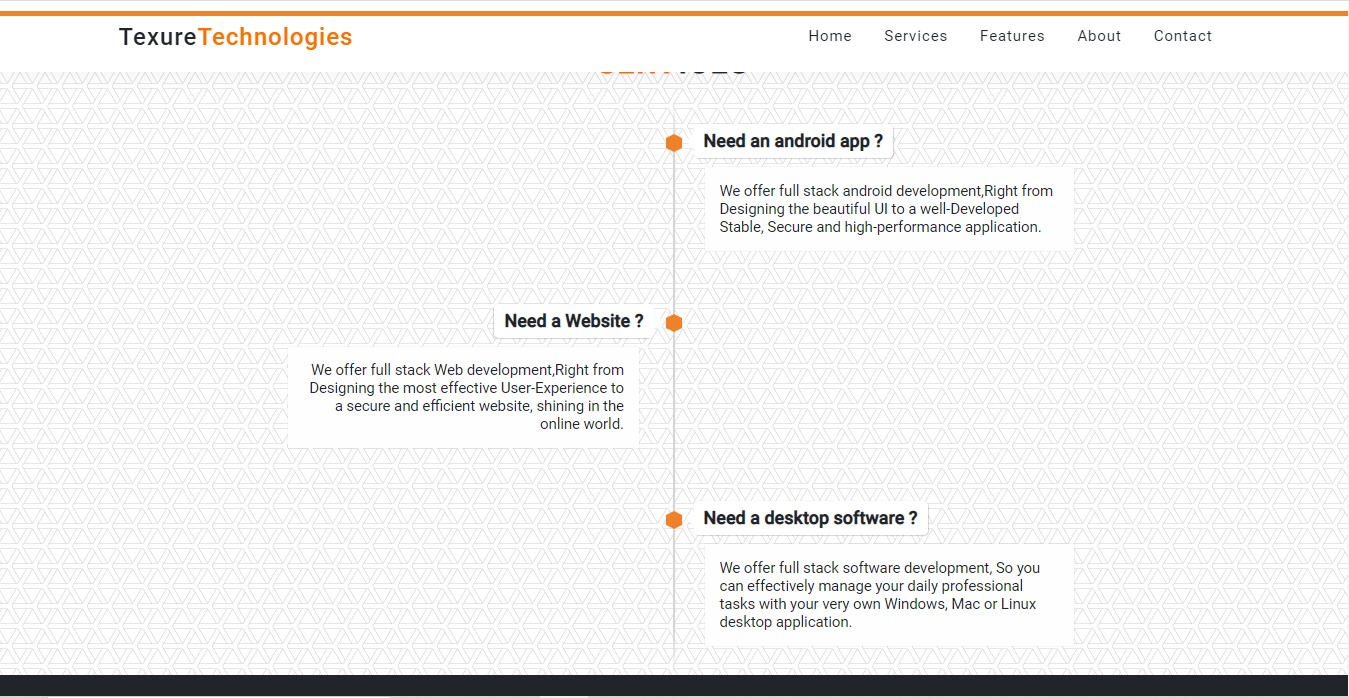 TexureTechnologies
Home Services Features About Contact
Need an android app ?
We offer full stack android development,Right from
Designing the beautiful UI to a well-Developed
Stable, Secure and high-performance application.
Need a Website ?
We offer full stack Web development,Right from
Designing the most effective User-Experience to
a secure and efficient website, shining in the
online world.
Need a desktop software ?
We offer full stack software development, So you
can effectively manage your daily professional
tasks with your very own Windows, Mac or Linux
desktop application.